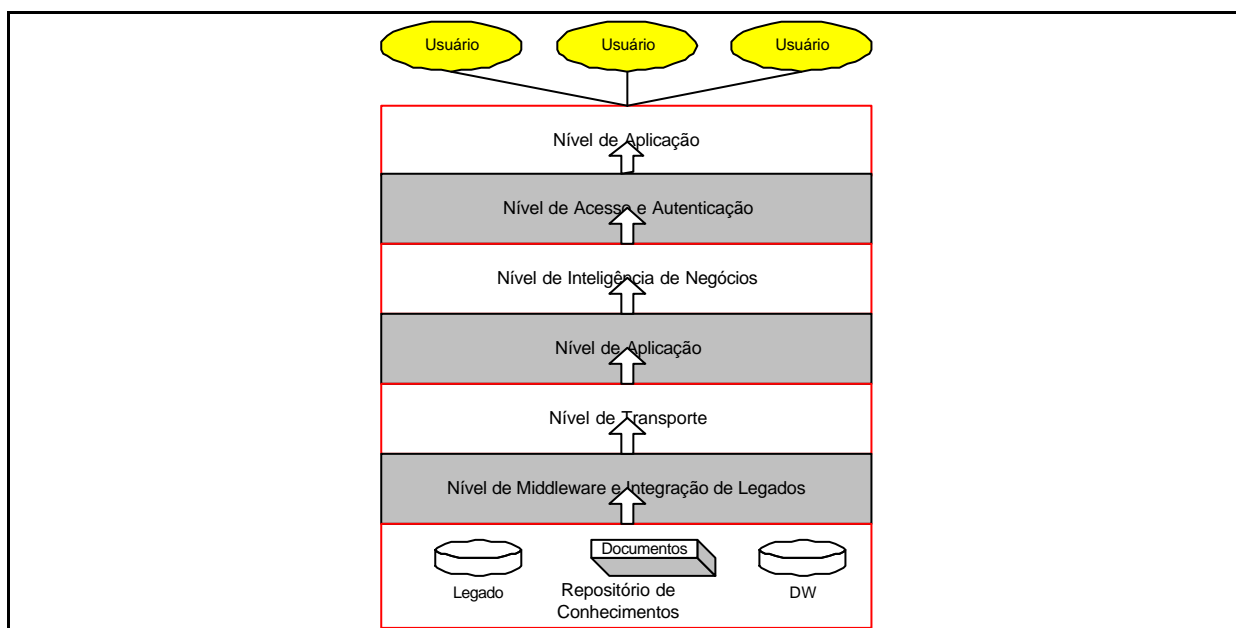 Usuário Usuário Usuário
Nível de Aplicação
Nível de Acesso e Autenticação
Nível de Inteligência de Negócios
Nível de Aplicação
Nível de Transporte
Nível de Middleware e Integração de Legados
Documentos
Legado
Repositório de
Conhecimentos
DW